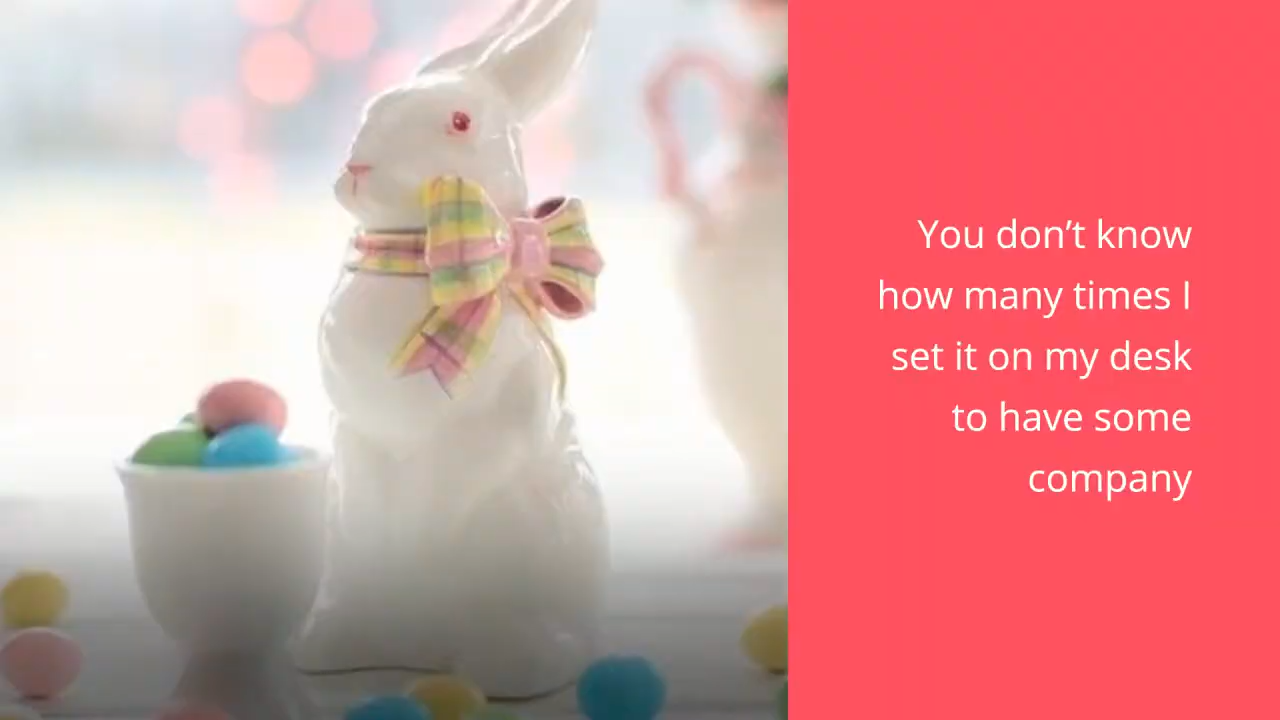 You don’t know
how many times I
set it on my desk
to have some
company